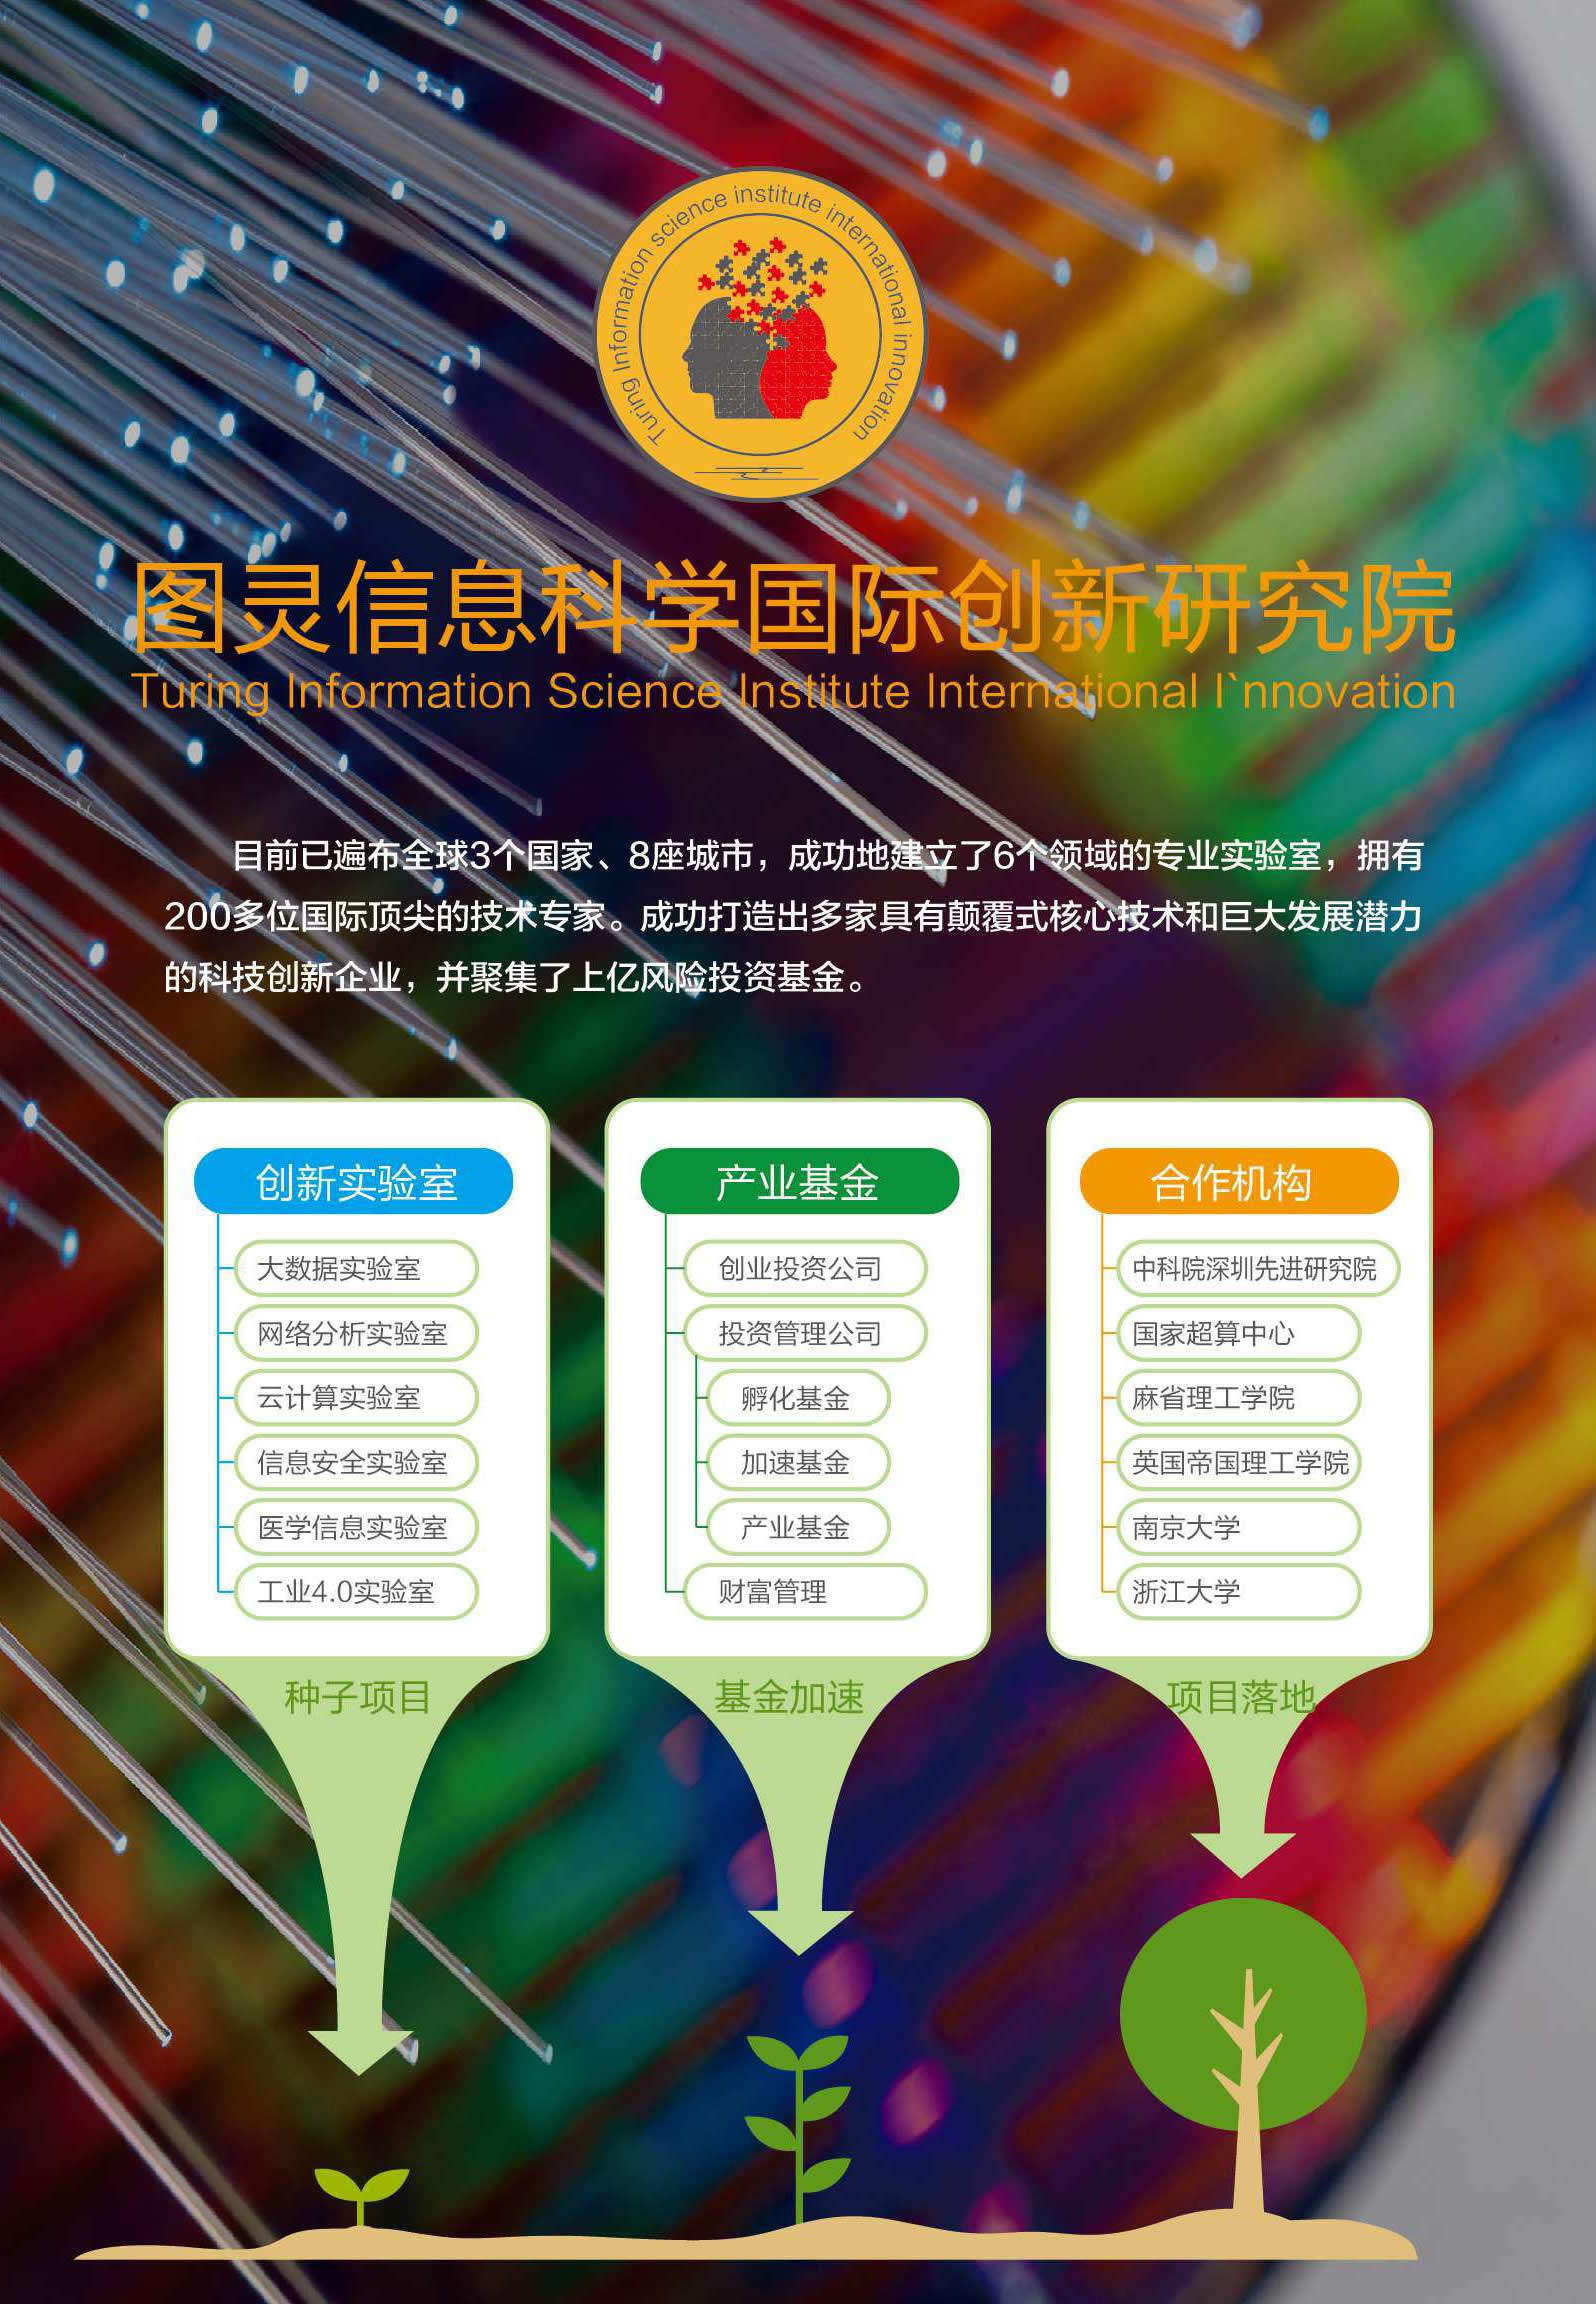 Turing Information science institute international innovation
图灵信息科学国际创新研究院
Turing Information Science Institute International I`nnovation
目前已遍布全球3个国家、8座城市，成功地建立了6个领域的专业实验室，拥有
200多位国际顶尖的技术专家。成功打造出多家具有颠覆式核心技术和巨大发展潜力
的科技创新企业，并聚集了上亿风险投资基金。
创新实验室
大数据实验室
网络分析实验室
云计算实验室
信息安全实验室
医学信息实验室
工业4.0实验室
种子项目
产业基金
创业投资公司
投资管理公司
孵化基金
加速基金
产业基金
财富管理
基金加速
合作机构
中科院深圳先进研究院
国家超算中心
麻省理工学院
英国帝国理工学院
南京大学
浙江大学
项目落地